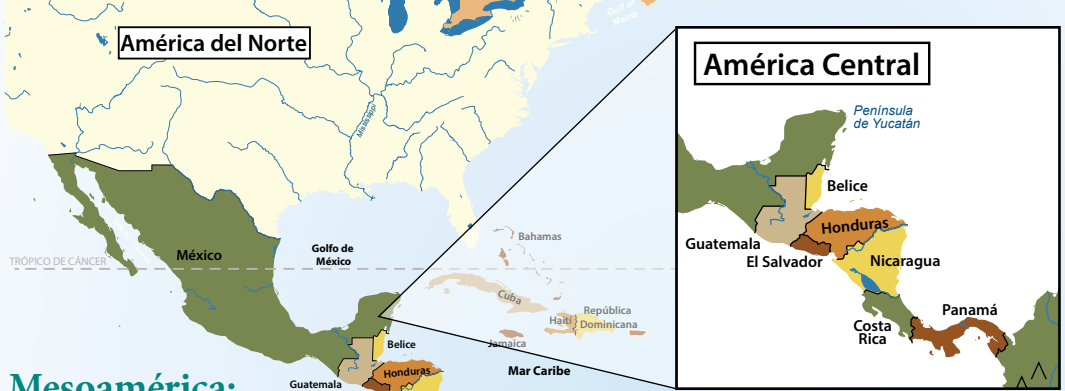 Golfo of
Maine
América del Norte
Mississippi
México
TRÓPICO DE CÁNCER
Golfo de
México
Bahamas
Cuba
Haití
República
Dominicana
Jamaica
Belice
Honduras
Guatemala
Mar Caribe
Mesoamérica:
América Central
Península
de Yucatán
Belice
Honduras
Guatemala
El Salvador
Nicaragua
Costa
Rica
Panamá